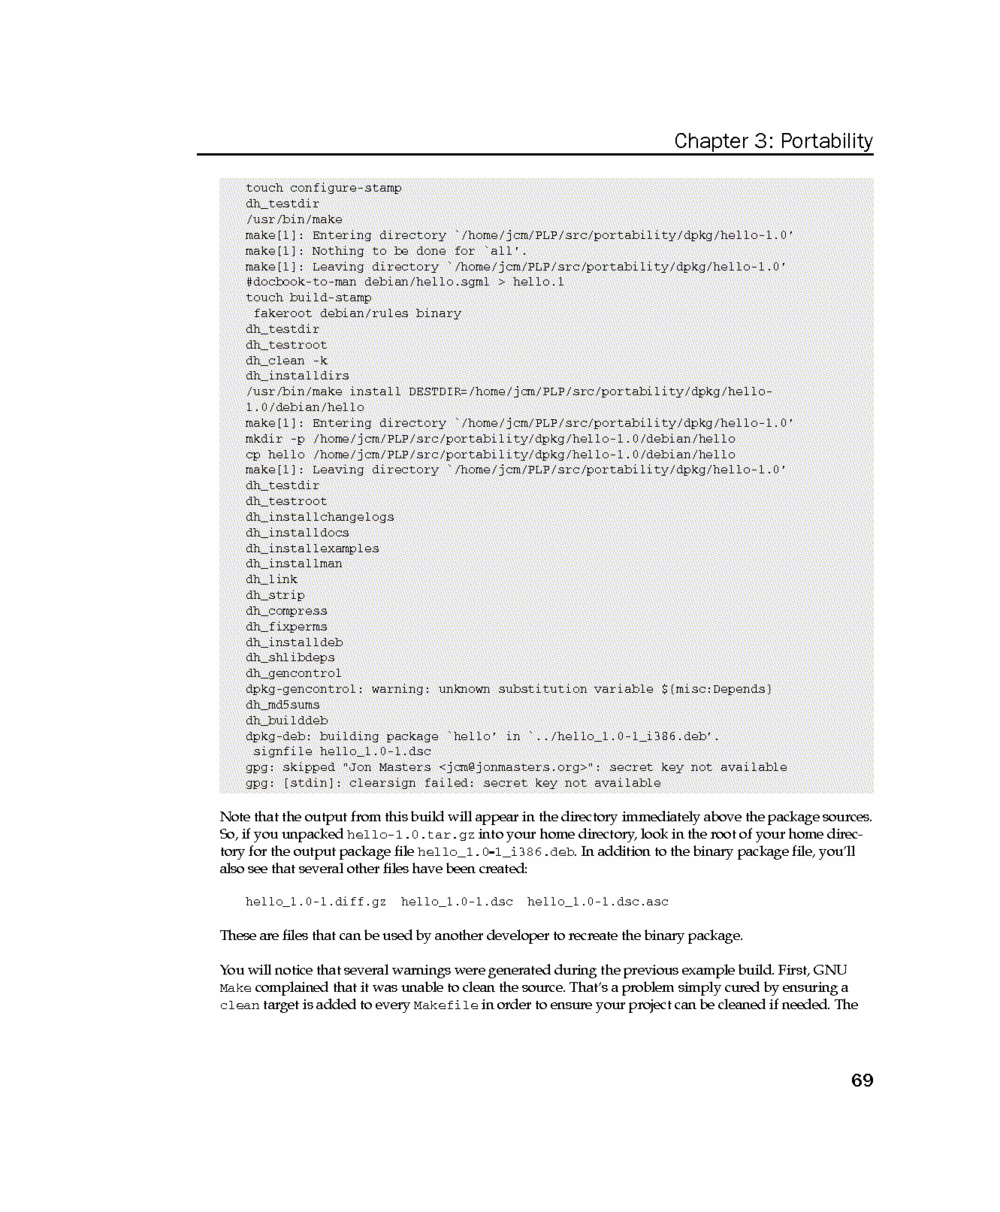 Chapter 3: Portability
touch configure-stamp
dh_testdir
/usr/bin/make
make[1]: Entering directory `/home/jcm/PLP/src/portability/dpkg/hello-1.0'
make[1]: Nothing to be done for `all'.
make[1]: Leaving directory `/home/jcm/PLP/src/portability/dpkg/hello-1.0'
#docbook-to-man debian/hello.sgml > hello.1
touch build-stamp
 fakeroot debian/rules binary
dh_testdir
dh_testroot
dh_clean -k
dh_installdirs
/usr/bin/make install DESTDIR=/home/jcm/PLP/src/portability/dpkg/hello-
1.0/debian/hello
make[1]: Entering directory `/home/jcm/PLP/src/portability/dpkg/hello-1.0'
mkdir -p /home/jcm/PLP/src/portability/dpkg/hello-1.0/debian/hello
cp hello /home/jcm/PLP/src/portability/dpkg/hello-1.0/debian/hello
make[1]: Leaving directory `/home/jcm/PLP/src/portability/dpkg/hello-1.0'
dh_testdir
dh_testroot
dh_installchangelogs
dh_installdocs
dh_installexamples
dh_installman
dh_link
dh_strip
dh_compress
dh_fixperms
dh_installdeb
dh_shlibdeps
dh_gencontrol
dpkg-gencontrol: warning: unknown substitution variable ${misc:Depends}
dh_md5sums
dh_builddeb
dpkg-deb: building package `hello' in `../hello_1.0-1_i386.deb'.
 signfile hello_1.0-1.dsc
gpg: skipped "Jon Masters <jcm@jonmasters.org>": secret key not available
gpg: [stdin]: clearsign failed: secret key not available
Note that the output from this build will appear in the directory immediately above the package sources.
So, if you unpacked hello-1.0.tar.gz into your home directory, look in the root of your home direc-
tory for the output package file hello_1.0-1_i386.deb. In addition to the binary package file, you'll
also see that several other files have been created:
hello_1.0-1.diff.gz  hello_1.0-1.dsc  hello_1.0-1.dsc.asc
These are files that can be used by another developer to recreate the binary package.
You will notice that several warnings were generated during the previous example build. First, GNU
Make complained that it was unable to clean the source. That's a problem simply cured by ensuring a
clean target is added to every Makefile in order to ensure your project can be cleaned if needed. The
69